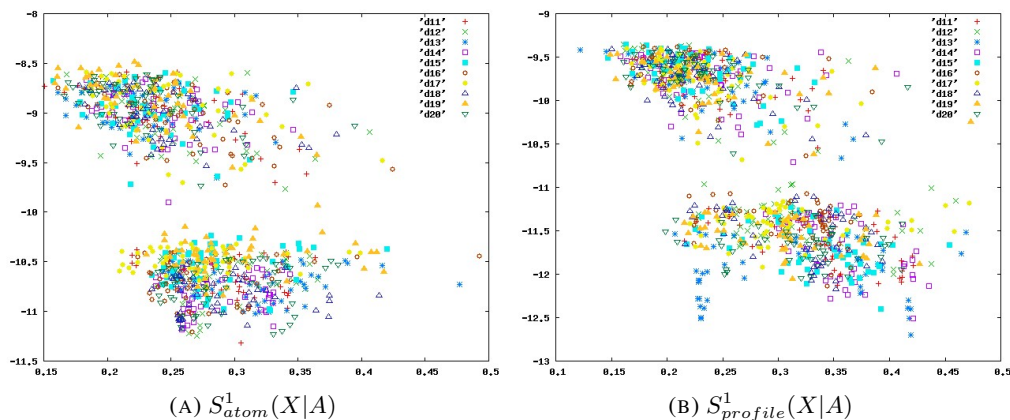 -8
-8.5
-9
-9.5
-10
-10.5
-11
-11.5
0.15
0.2
0.25
0.3
0.35
0.4
0.45
0.5
'd11'
'd12'
'd13'
'd14'
'd15'
'd16'
'd17'
'd18'
'd19'
'd20'
(A) S¹atom(X|A)
-9
-9.5
-10
-10.5
-11
-11.5
-12
-12.5
-13
0.1
0.15
0.2
0.25
0.3
0.35
0.4
0.45
0.5
'd11'
'd12'
'd13'
'd14'
'd15'
'd16'
'd17'
'd18'
'd19'
'd20'
(B) S¹profile(X|A)